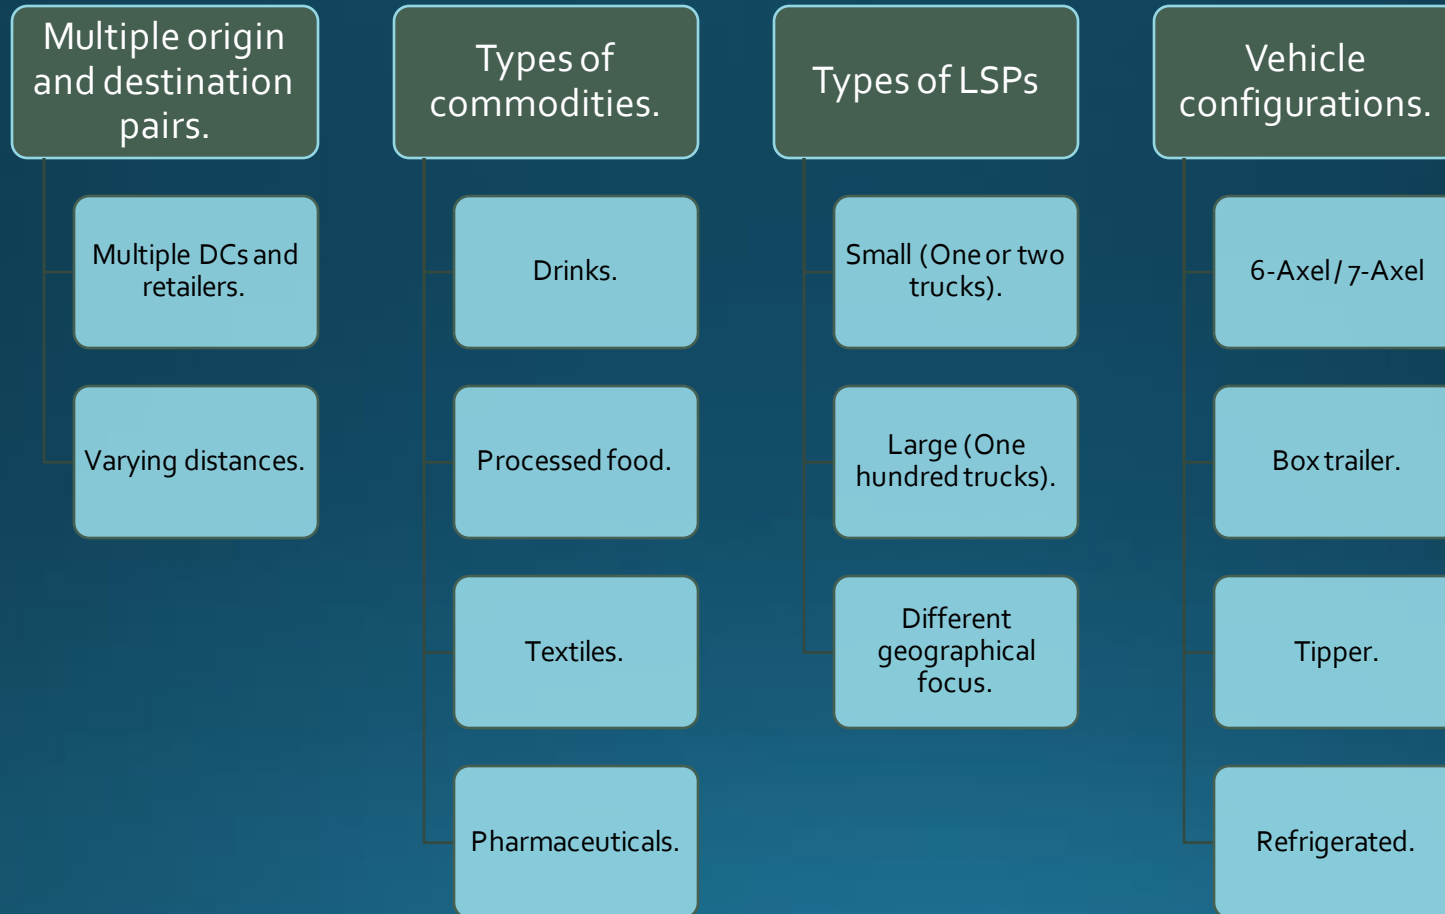 Multiple origin
and destination
pairs.
Multiple DCs and
retailers.
Varying distances.
Types of
commodities.
Drinks.
Processed food.
Textiles.
Pharmaceuticals.
Types of LSPs
Small (One or two
trucks).
Large (One
hundred trucks).
Different
geographical
focus.
Vehicle
configurations.
6-Axel / 7-Axel
Box trailer.
Tipper.
Refrigerated.